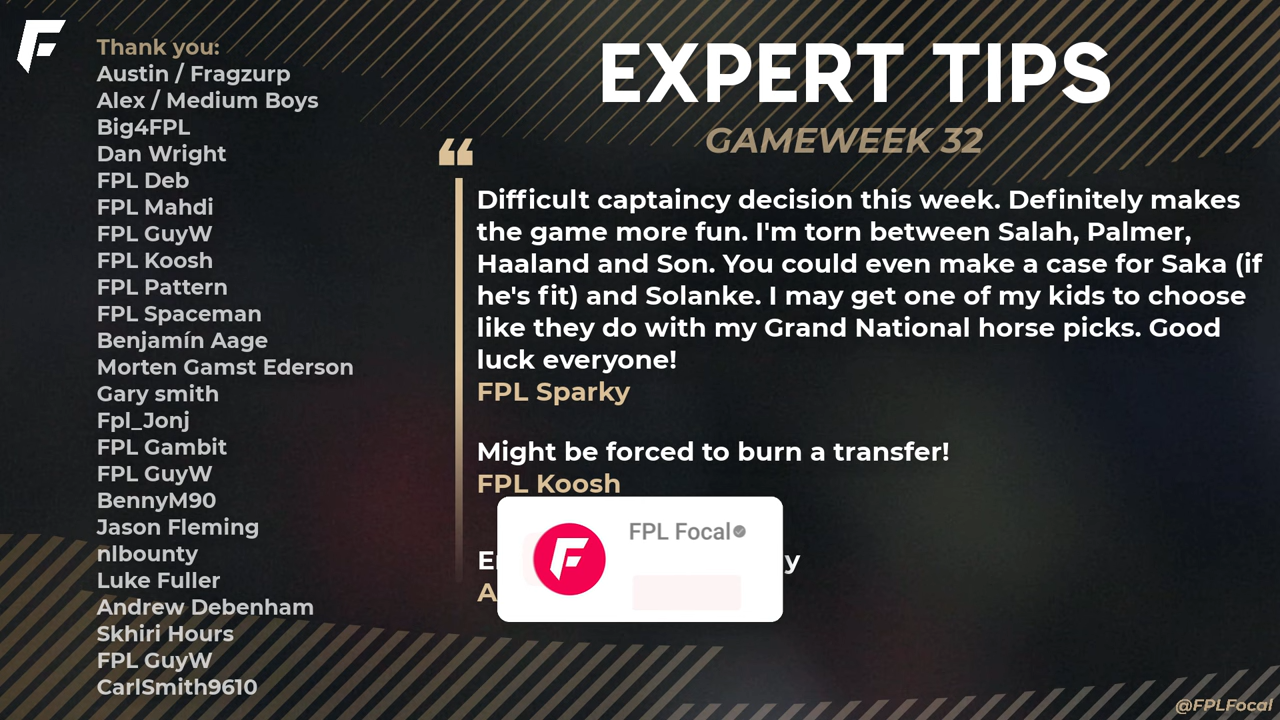 Thank you:
Austin / Fragzurp
Alex / Medium Boys
Big4FPL
Dan Wright
FPL Deb
FPL Mahdi
FPL GuyW
FPL Koosh
FPL Pattern
FPL Spaceman
Benjamín Aage
Morten Gamst Ederson
Gary smith
Fpl_Jonj
FPL Gambit
FPL GuyW
BennyM90
Jason Fleming
nlbounty
Luke Fuller
Andrew Debenham
Skhiri Hours
FPL GuyW
CarlSmith9610
EXPERT TIPS
GAMEWEEK 32
❝
Difficult captaincy decision this week. Definitely makes
the game more fun. I'm torn between Salah, Palmer,
Haaland and Son. You could even make a case for Saka (if
he's fit) and Solanke. I may get one of my kids to choose
like they do with my Grand National horse picks. Good
luck everyone!
FPL Sparky
Might be forced to burn a transfer!
FPL Koosh
FPL Focal
@FPLFocal